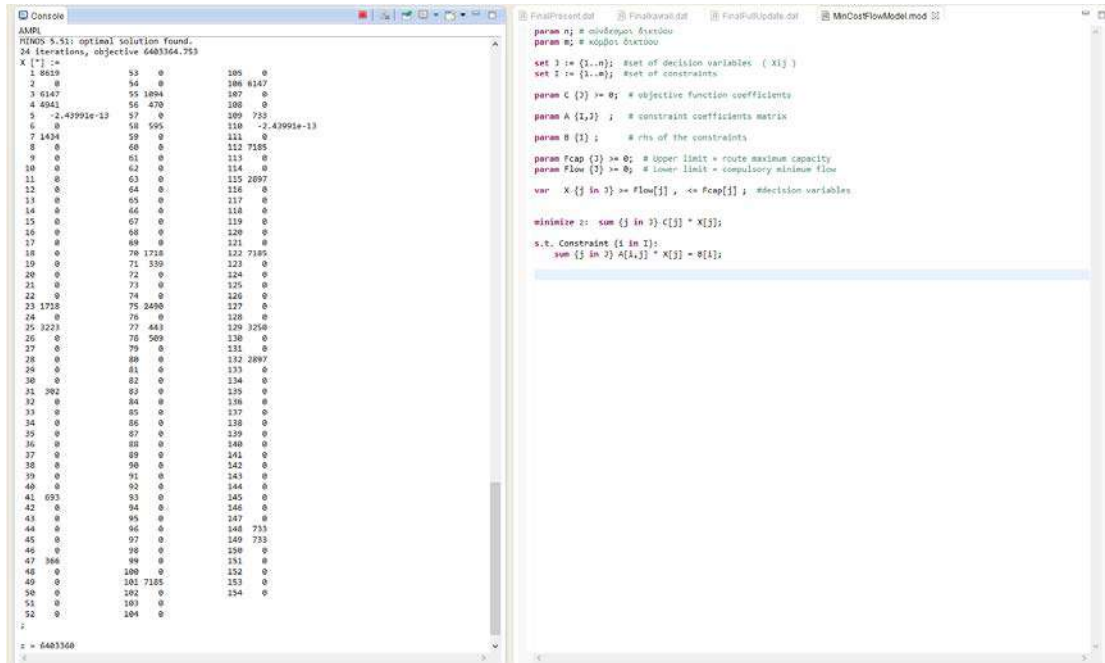 Console
AMPL
MINOS 5.51: optimal solution found.
24 iterations, objective 6403364.753
X [*] :=
1 8619 53 0 105 0
2 0 54 0 106 6147
3 6147 55 1094 107 0
4 4941 56 470 108 0
5 -2.43991e-13 57 0 109 733
6 0 58 595 110 -2.43991e-13
7 1434 59 0 111 0
8 0 60 0 112 7185
9 0 61 0 113 0
10 0 62 0 114 0
11 0 63 0 115 2897
12 0 64 0 116 0
13 0 65 0 117 0
14 0 66 0 118 0
15 0 67 0 119 0
16 0 68 0 120 0
17 0 69 0 121 0
18 0 70 1718 122 7185
19 0 71 339 123 0
20 0 72 0 124 0
21 0 73 0 125 0
22 0 74 0 126 0
23 1718 75 2490 127 0
24 0 76 0 128 0
25 3223 77 443 129 3250
26 0 78 509 130 0
27 0 79 0 131 0
28 0 80 0 132 2897
29 0 81 0 133 0
30 0 82 0 134 0
31 302 83 0 135 0
32 0 84 0 136 0
33 0 85 0 137 0
34 0 86 0 138 0
35 0 87 0 139 0
36 0 88 0 140 0
37 0 89 0 141 0
38 0 90 0 142 0
39 0 91 0 143 0
40 0 92 0 144 0
41 693 93 0 145 0
42 0 94 0 146 0
43 0 95 0 147 0
44 0 96 0 148 733
45 0 97 0 149 733
46 0 98 0 150 0
47 366 99 0 151 0
48 0 100 0 152 0
49 0 101 7185 153 0
50 0 102 0 154 0
51 0 103 0
52 0 104 0
;
z = 6403360
FinalPresent.dat FinalKawall.dat FinalFullUpdate.dat MinCostFlowModel.mod
param n; # σύνδεσμοι δικτύου
param m; # κόμβοι δικτύου
set J := {1..n}; #set of decision variables ( Xij )
set I := {1..m}; #set of constraints
param C {J} >= 0; # objective function coefficients
param A {I,J} ; # constraint coefficients matrix
param B {I} ; # rhs of the constraints
param Fcap {J} >= 0; # Upper limit = route maximum capacity
param Flow {J} >= 0; # Lower limit = compulsory minimum flow
var X {j in J} >= Flow[j] , <= Fcap[j] ; #decision variables
minimize z: sum {j in J} C[j] * X[j];
s.t. Constraint {i in I}:
sum {j in J} A[i,j] * X[j] = B[i];